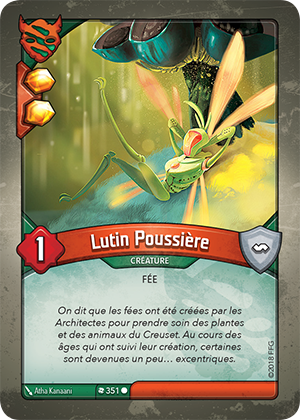 1
Lutin Poussière
CRÉATURE
FÉE
On dit que les fées ont été créées par les
Architectes pour prendre soin des plantes
et des animaux du Creuset. Au cours des
âges qui ont suivi leur création, certaines
sont devenues un peu... excentriques.
©2018 FFG
Atha Kanaani
351